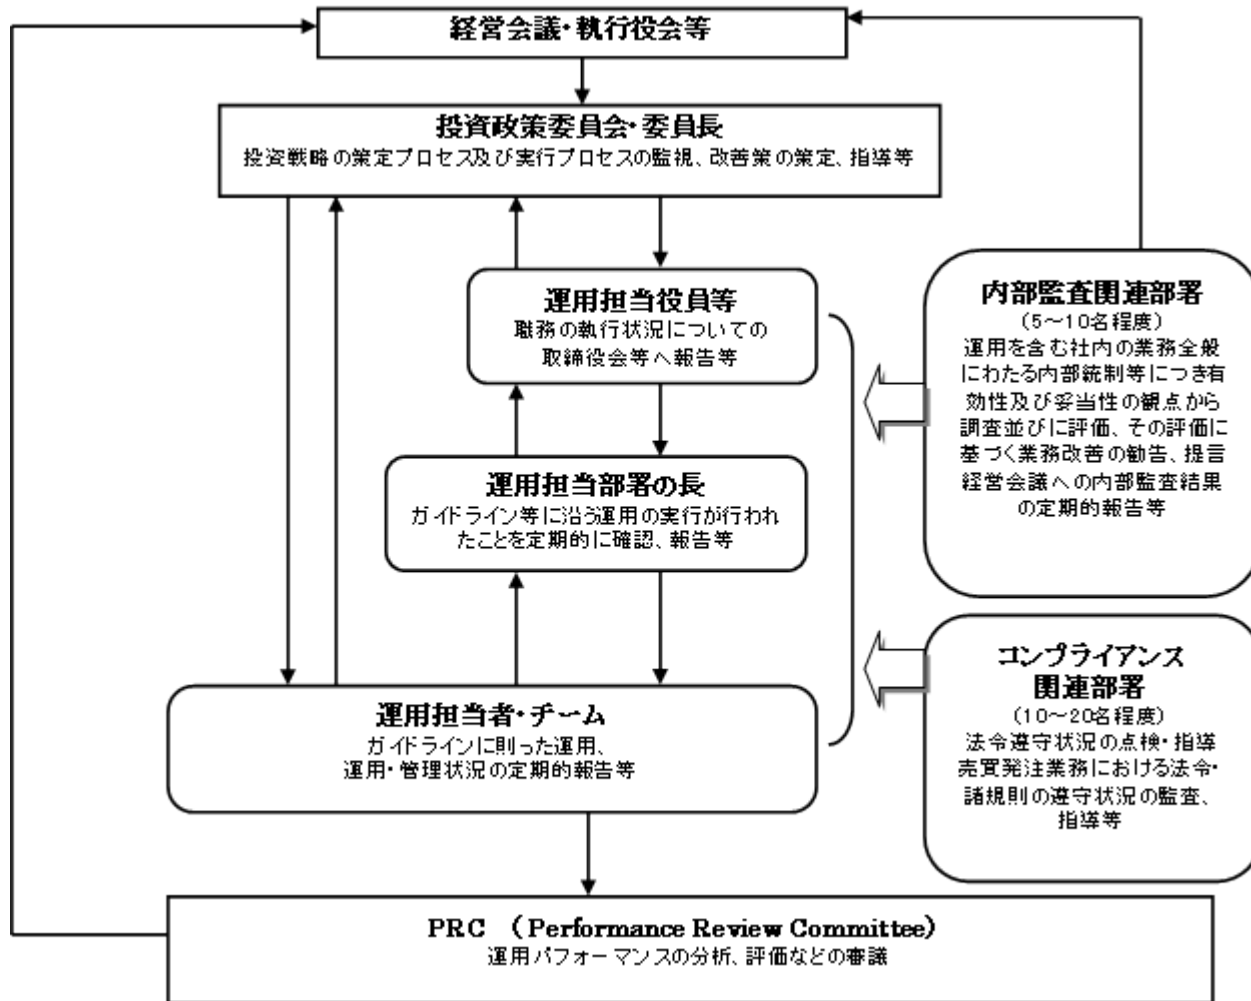 経営会議・執行役会等
投資政策委員会・委員長
投資戦略の策定プロセス及び実行プロセスの監視、改善策の策定、指導等
運用担当役員等
職務の執行状況についての
取締役会等へ報告等
運用担当部署の長
ガイドライン等に沿う運用の実行が行われ
たことを定期的に確認、報告等
運用担当者・チーム
ガイドラインに則った運用、
運用・管理状況の定期的報告等
内部監査関連部署
（5～10名程度）
運用を含む社内の業務全般
にわたる内部統制等につき有
効性及び妥当性の観点から
調査並びに評価、その評価に
基づく業務改善の勧告、提言
経営会議への内部監査結果
の定期的報告等
コンプライアンス
関連部署
（10～20名程度）
法令遵守状況の点検・指導
売買発注業務における法令・
諸規則の遵守状況の監査、
指導等
PRC （Performance Review Committee）
運用パフォーマンスの分析、評価などの審議